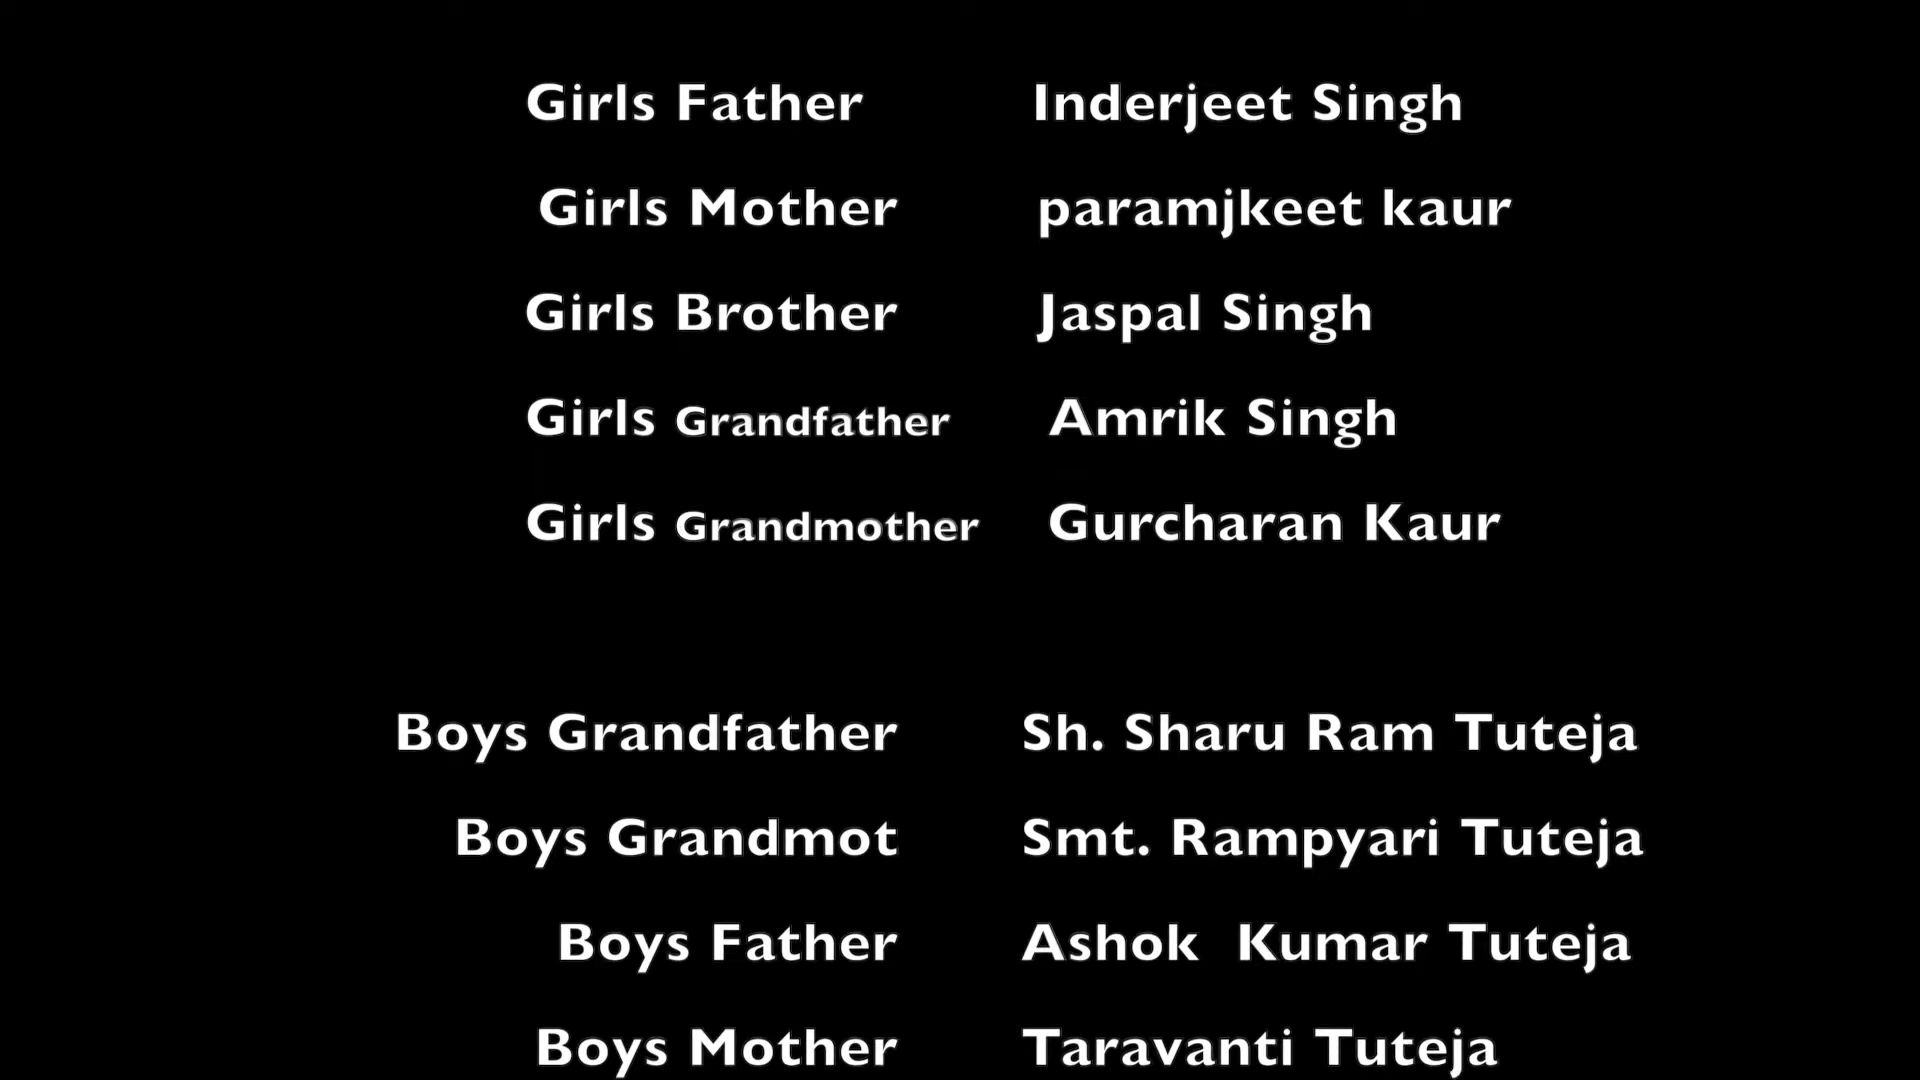 Girls Father Inderjeet Singh
Girls Mother paramjkeet kaur
Girls Brother Jaspal Singh
Girls Grandfather Amrik Singh
Girls Grandmother Gurcharan Kaur
Boys Grandfather Sh. Sharu Ram Tuteja
Boys Grandmot Smt. Rampyari Tuteja
Boys Father Ashok Kumar Tuteja
Boys Mother Taravanti Tuteja